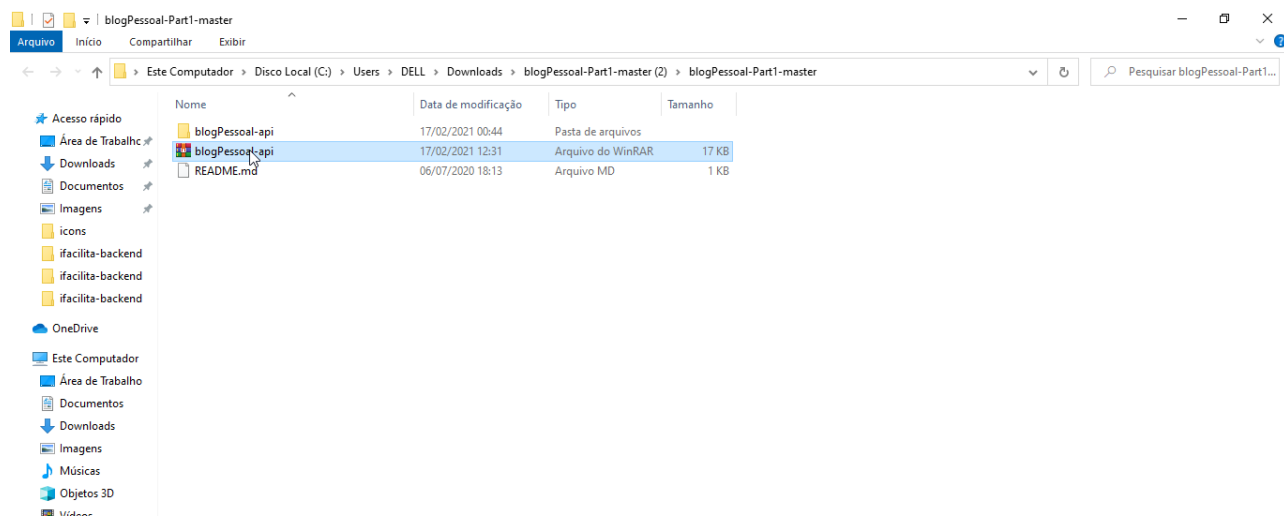 blogPessoal-Part1-master
Arquivo Início Compartilhar Exibir
Este Computador > Disco Local (C:) > Users > DELL > Downloads > blogPessoal-Part1-master (2) > blogPessoal-Part1-master
Pesquisar blogPessoal-Part1...
Nome Data de modificação Tipo Tamanho
blogPessoal-api 17/02/2021 00:44 Pasta de arquivos
blogPessoal-api 17/02/2021 12:31 Arquivo do WinRAR 17 KB
README.md 06/07/2020 18:13 Arquivo MD 1 KB
Acesso rápido
Área de Trabalhc
Downloads
Documentos
Imagens
icons
ifacilita-backend
ifacilita-backend
ifacilita-backend
OneDrive
Este Computador
Área de Trabalho
Documentos
Downloads
Imagens
Músicas
Objetos 3D
Vídeos